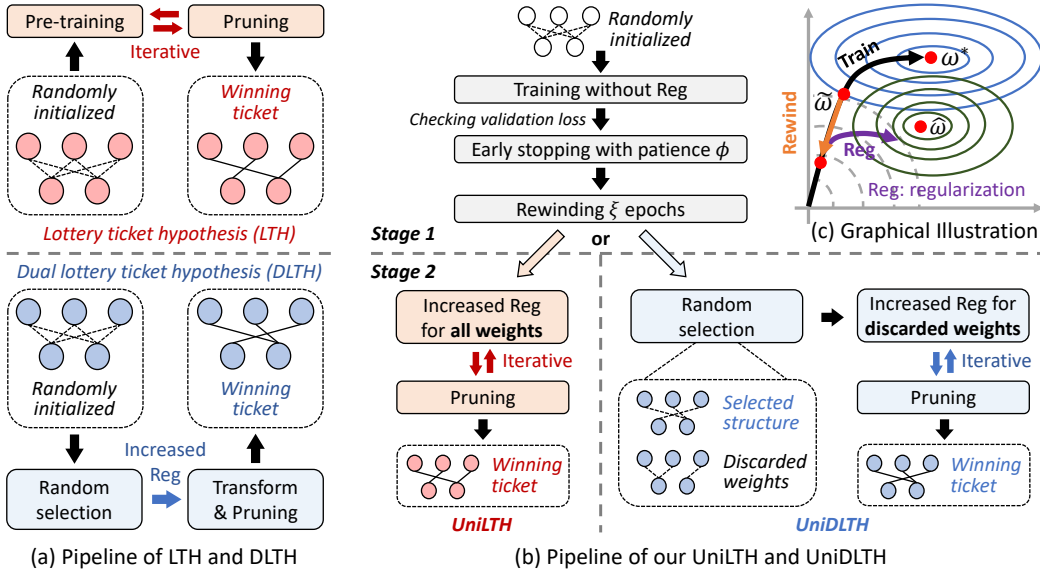 Pre-training
Pruning
Iterative
Randomly
initialized
Winning
ticket
Lottery ticket hypothesis (LTH)
Dual lottery ticket hypothesis (DLTH)
Randomly
initialized
Winning
ticket
Increased
Reg
Random
selection
Transform
& Pruning
(a) Pipeline of LTH and DLTH
Randomly
initialized
Training without Reg
Checking validation loss
Early stopping with patience ϕ
Rewinding ξ epochs
Stage 1
or
Stage 2
Increased Reg
for all weights
Iterative
Pruning
Winning
ticket
UniLTH
Random
selection
Increased Reg for
discarded weights
Iterative
Selected
structure
Discarded
weights
Pruning
Winning
ticket
UniDLTH
(b) Pipeline of our UniLTH and UniDLTH
Train
ω*
ω̃
ω̂
Rewind
Reg
Reg: regularization
(c) Graphical Illustration